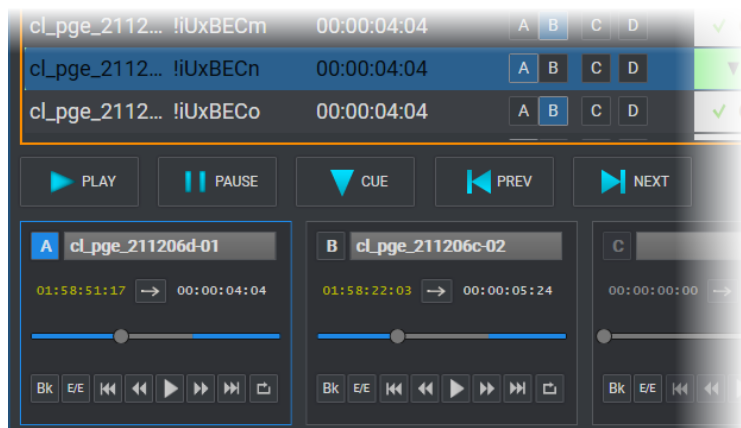 cl_pge_2112... !iUxBECm 00:00:04:04 A B C D
cl_pge_2112... !iUxBECn 00:00:04:04 A B C D
cl_pge_2112... !iUxBECo 00:00:04:04 A B C D
PLAY PAUSE CUE PREV NEXT
A cl_pge_211206d-01 B cl_pge_211206c-02 C
01:58:51:17 00:00:04:04 01:58:22:03 00:00:05:24 00:00:00:00
Bk E/E Bk E/E Bk E/E